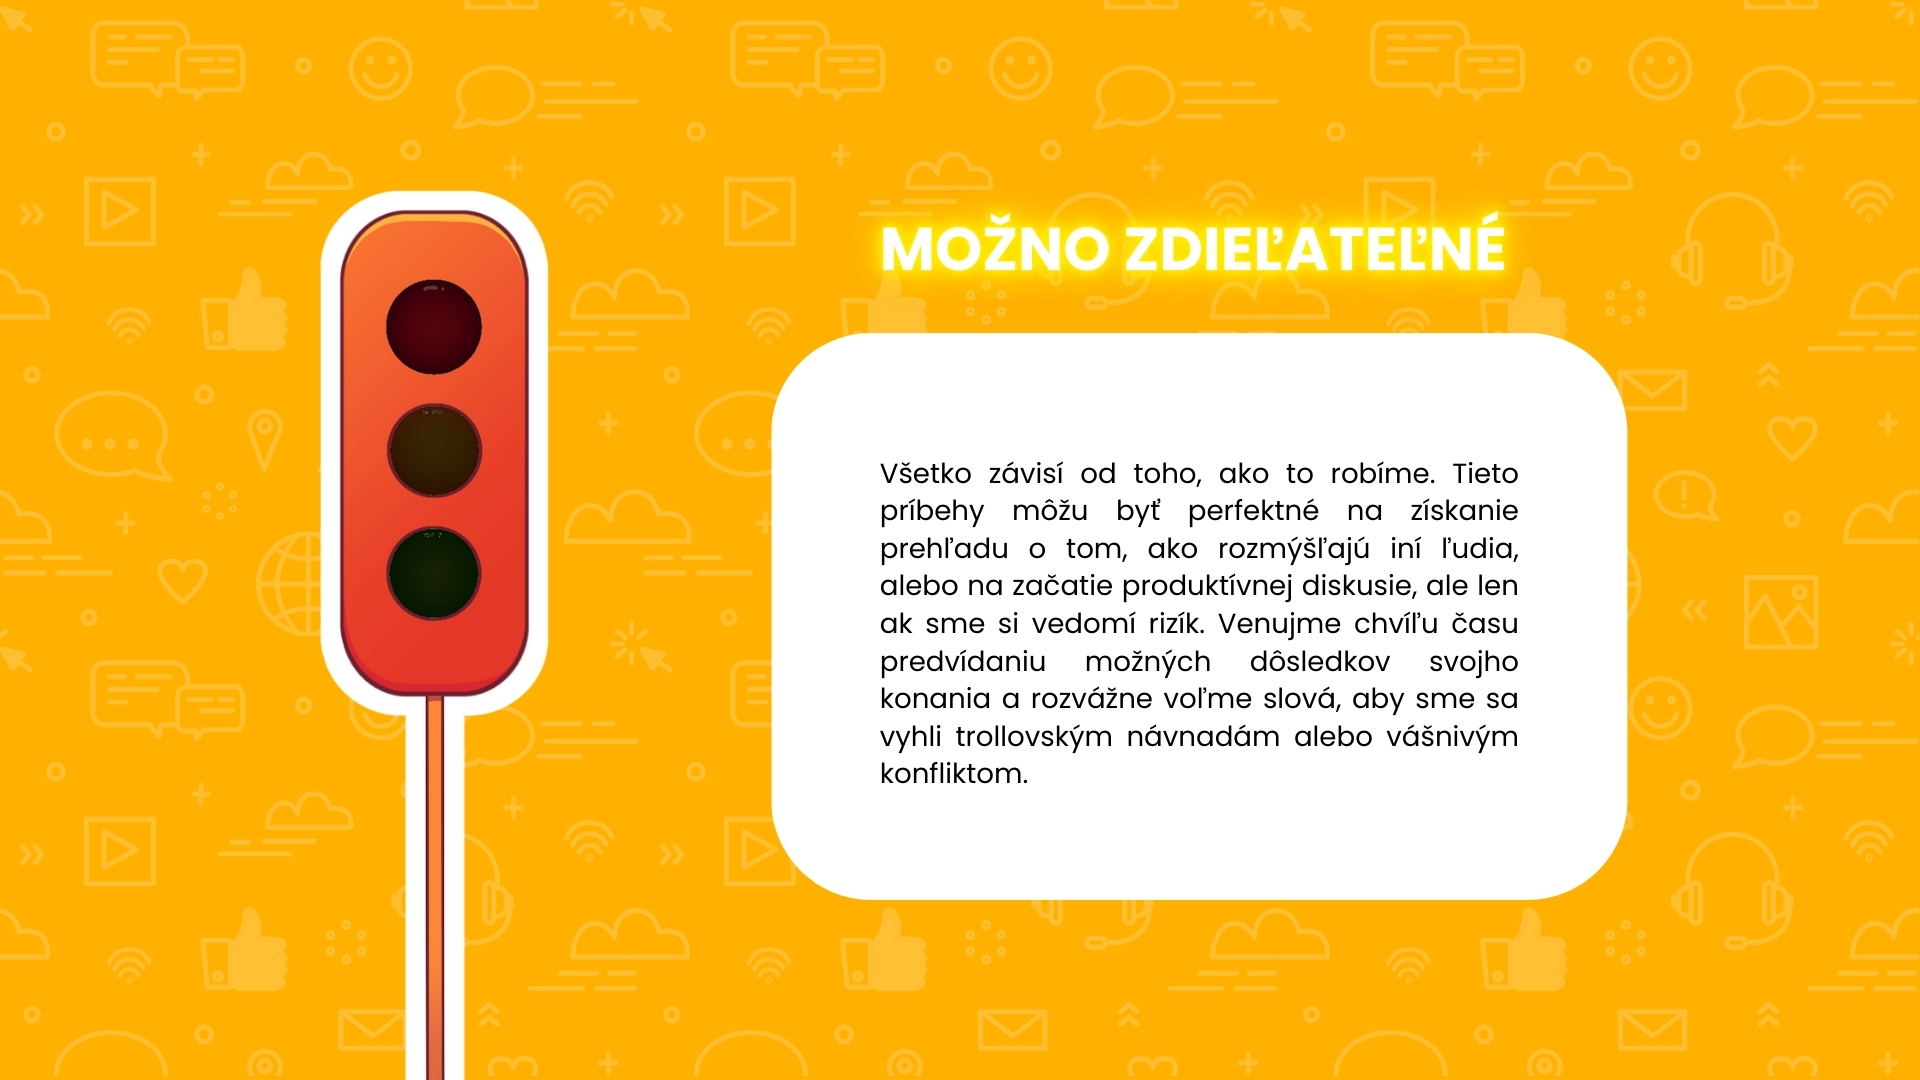 MOŽNO ZDIEĽATEĽNÉ
Všetko závisí od toho, ako to robíme. Tieto
príbehy môžu byť perfektné na získanie
prehľadu o tom, ako rozmýšľajú iní ľudia,
alebo na začatie produktívnej diskusie, ale len
ak sme si vedomí rizík. Venujme chvíľu času
predvídaniu možných dôsledkov svojho
konania a rozvážne voľme slová, aby sme sa
vyhli trollovským návnadám alebo vášnivým
konfliktom.